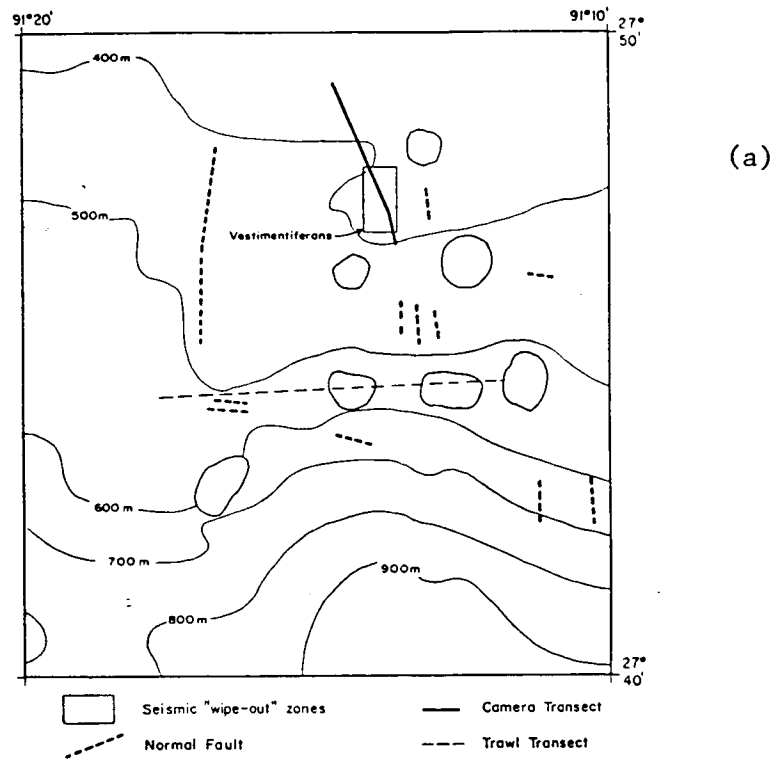 91°20'
91°10'
27°
50'
400m
(a)
500m
Vestimentiferans
600m
700m
900m
800m
27°
40'
Seismic "wipe-out" zones
Camera Transect
Normal Fault
Trawl Transect